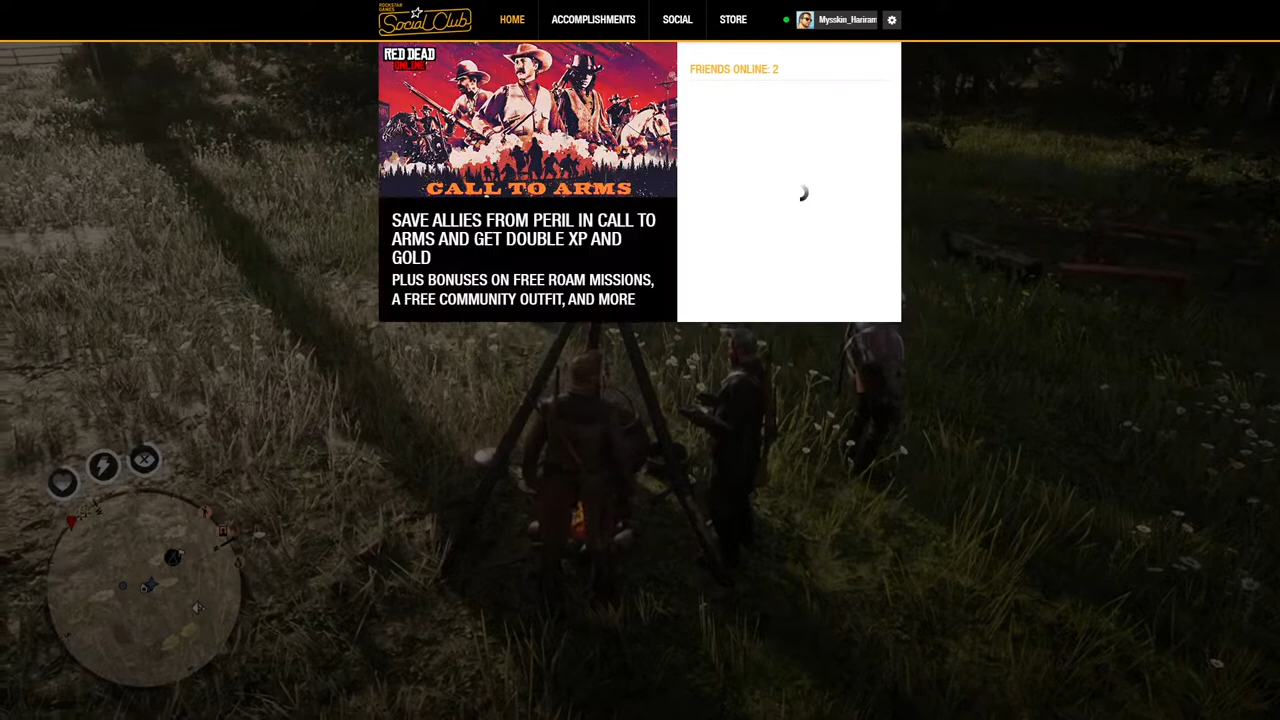 ROCKSTAR
GAMES
Social Club
HOME
ACCOMPLISHMENTS
SOCIAL
STORE
Mysskin_Hariram
RED DEAD
ONLINE
CALL TO ARMS
SAVE ALLIES FROM PERIL IN CALL TO
ARMS AND GET DOUBLE XP AND
GOLD
PLUS BONUSES ON FREE ROAM MISSIONS,
A FREE COMMUNITY OUTFIT, AND MORE
FRIENDS ONLINE: 2